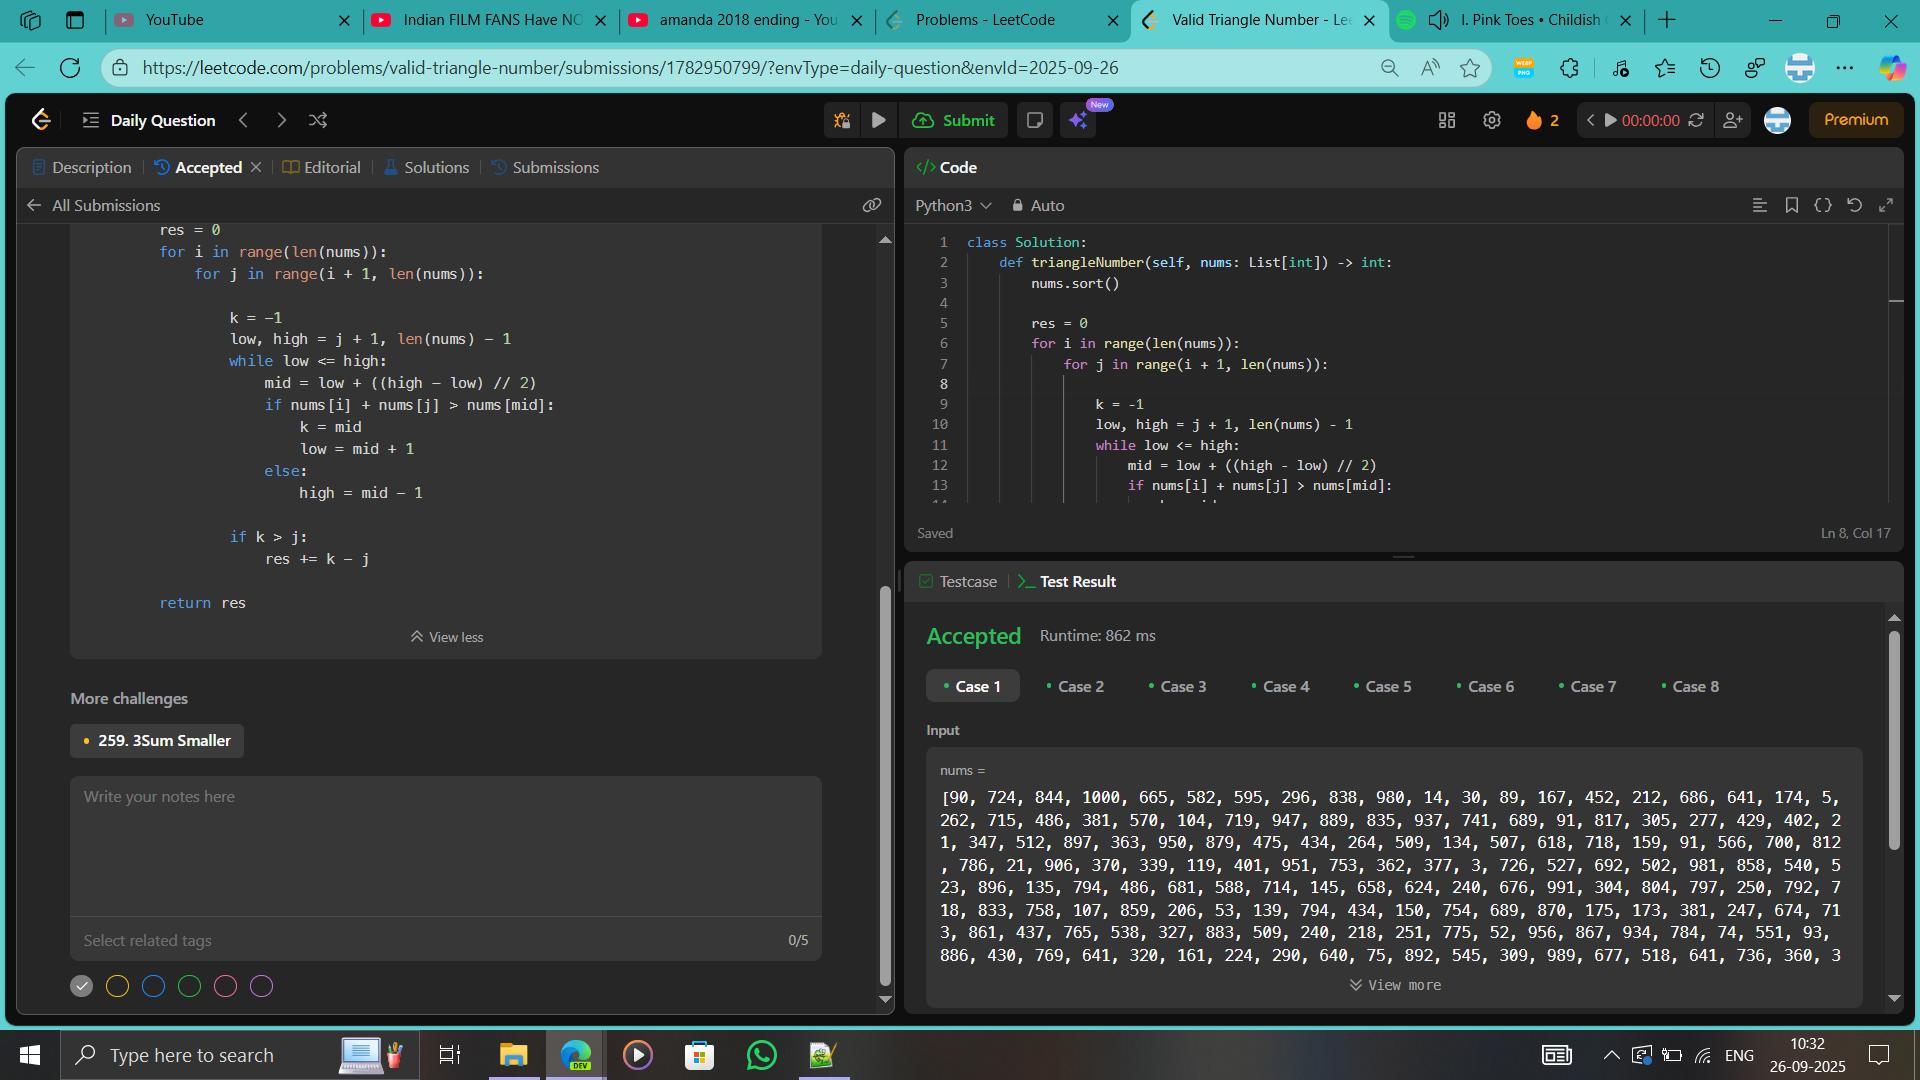 YouTube
Indian FILM FANS Have NO
amanda 2018 ending - You
Problems - LeetCode
Valid Triangle Number - Lee
I. Pink Toes • Childish
https://leetcode.com/problems/valid-triangle-number/submissions/1782950799/?envType=daily-question&envId=2025-09-26
Daily Question
Submit
New
2
00:00:00
Premium
Description
Accepted
Editorial
Solutions
Submissions
All Submissions
res = 0
for i in range(len(nums)):
for j in range(i + 1, len(nums)):
k = -1
low, high = j + 1, len(nums) - 1
while low <= high:
mid = low + ((high - low) // 2)
if nums[i] + nums[j] > nums[mid]:
k = mid
low = mid + 1
else:
high = mid - 1
if k > j:
res += k - j
return res
View less
More challenges
259. 3Sum Smaller
Write your notes here
Select related tags
0/5
</> Code
Python3
Auto
1 class Solution:
2 def triangleNumber(self, nums: List[int]) -> int:
3 nums.sort()
4
5 res = 0
6 for i in range(len(nums)):
7 for j in range(i + 1, len(nums)):
8
9 k = -1
10 low, high = j + 1, len(nums) - 1
11 while low <= high:
12 mid = low + ((high - low) // 2)
13 if nums[i] + nums[j] > nums[mid]:
Saved
Ln 8, Col 17
Testcase
Test Result
Accepted
Runtime: 862 ms
Case 1
Case 2
Case 3
Case 4
Case 5
Case 6
Case 7
Case 8
Input
nums =
[90, 724, 844, 1000, 665, 582, 595, 296, 838, 980, 14, 30, 89, 167, 452, 212, 686, 641, 174, 5,
262, 715, 486, 381, 570, 104, 719, 947, 889, 835, 937, 741, 689, 91, 817, 305, 277, 429, 402, 2
1, 347, 512, 897, 363, 950, 879, 475, 434, 264, 509, 134, 507, 618, 718, 159, 91, 566, 700, 812
, 786, 21, 906, 370, 339, 119, 401, 951, 753, 362, 377, 3, 726, 527, 692, 502, 981, 858, 540, 5
23, 896, 135, 794, 486, 681, 588, 714, 145, 658, 624, 240, 676, 991, 304, 804, 797, 250, 792, 7
18, 833, 758, 107, 859, 206, 53, 139, 794, 434, 150, 754, 689, 870, 175, 173, 381, 247, 674, 71
3, 861, 437, 765, 538, 327, 883, 509, 240, 218, 251, 775, 52, 956, 867, 934, 784, 74, 551, 93,
886, 430, 769, 641, 320, 161, 224, 290, 640, 75, 892, 545, 309, 989, 677, 518, 641, 736, 360, 3
View more
Type here to search
DEV
ENG
10:32
26-09-2025